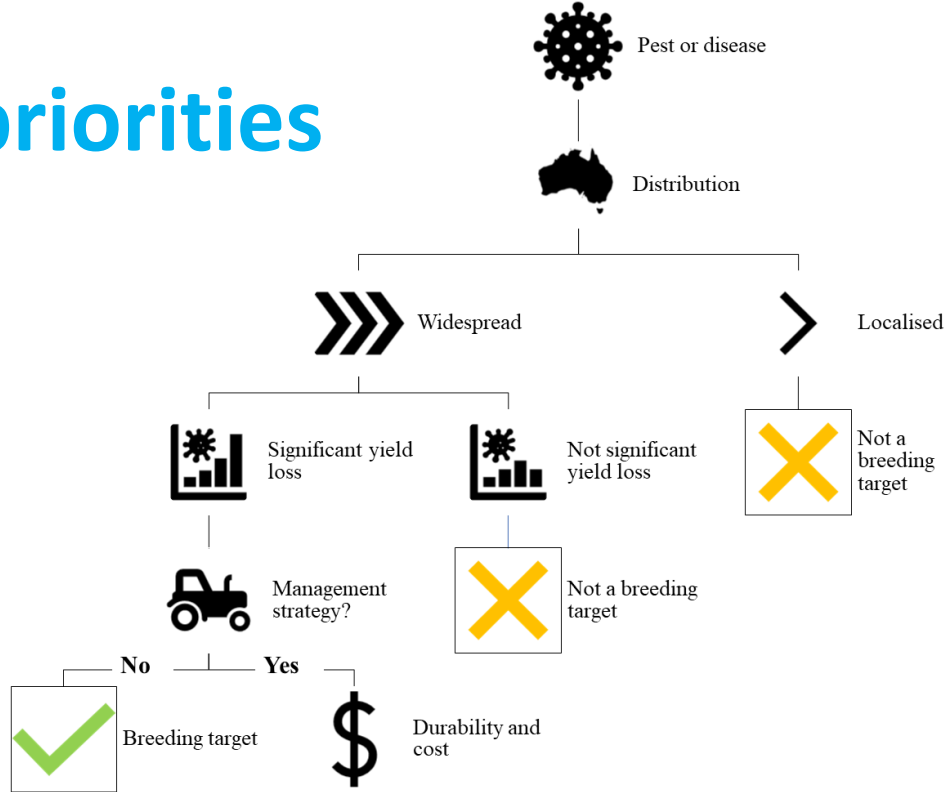 priorities
Pest or disease
Distribution
Widespread
Localised
Significant yield
loss
Not significant
yield loss
Not a
breeding
target
Management
strategy?
Not a breeding
target
No
Yes
Breeding target
Durability and
cost